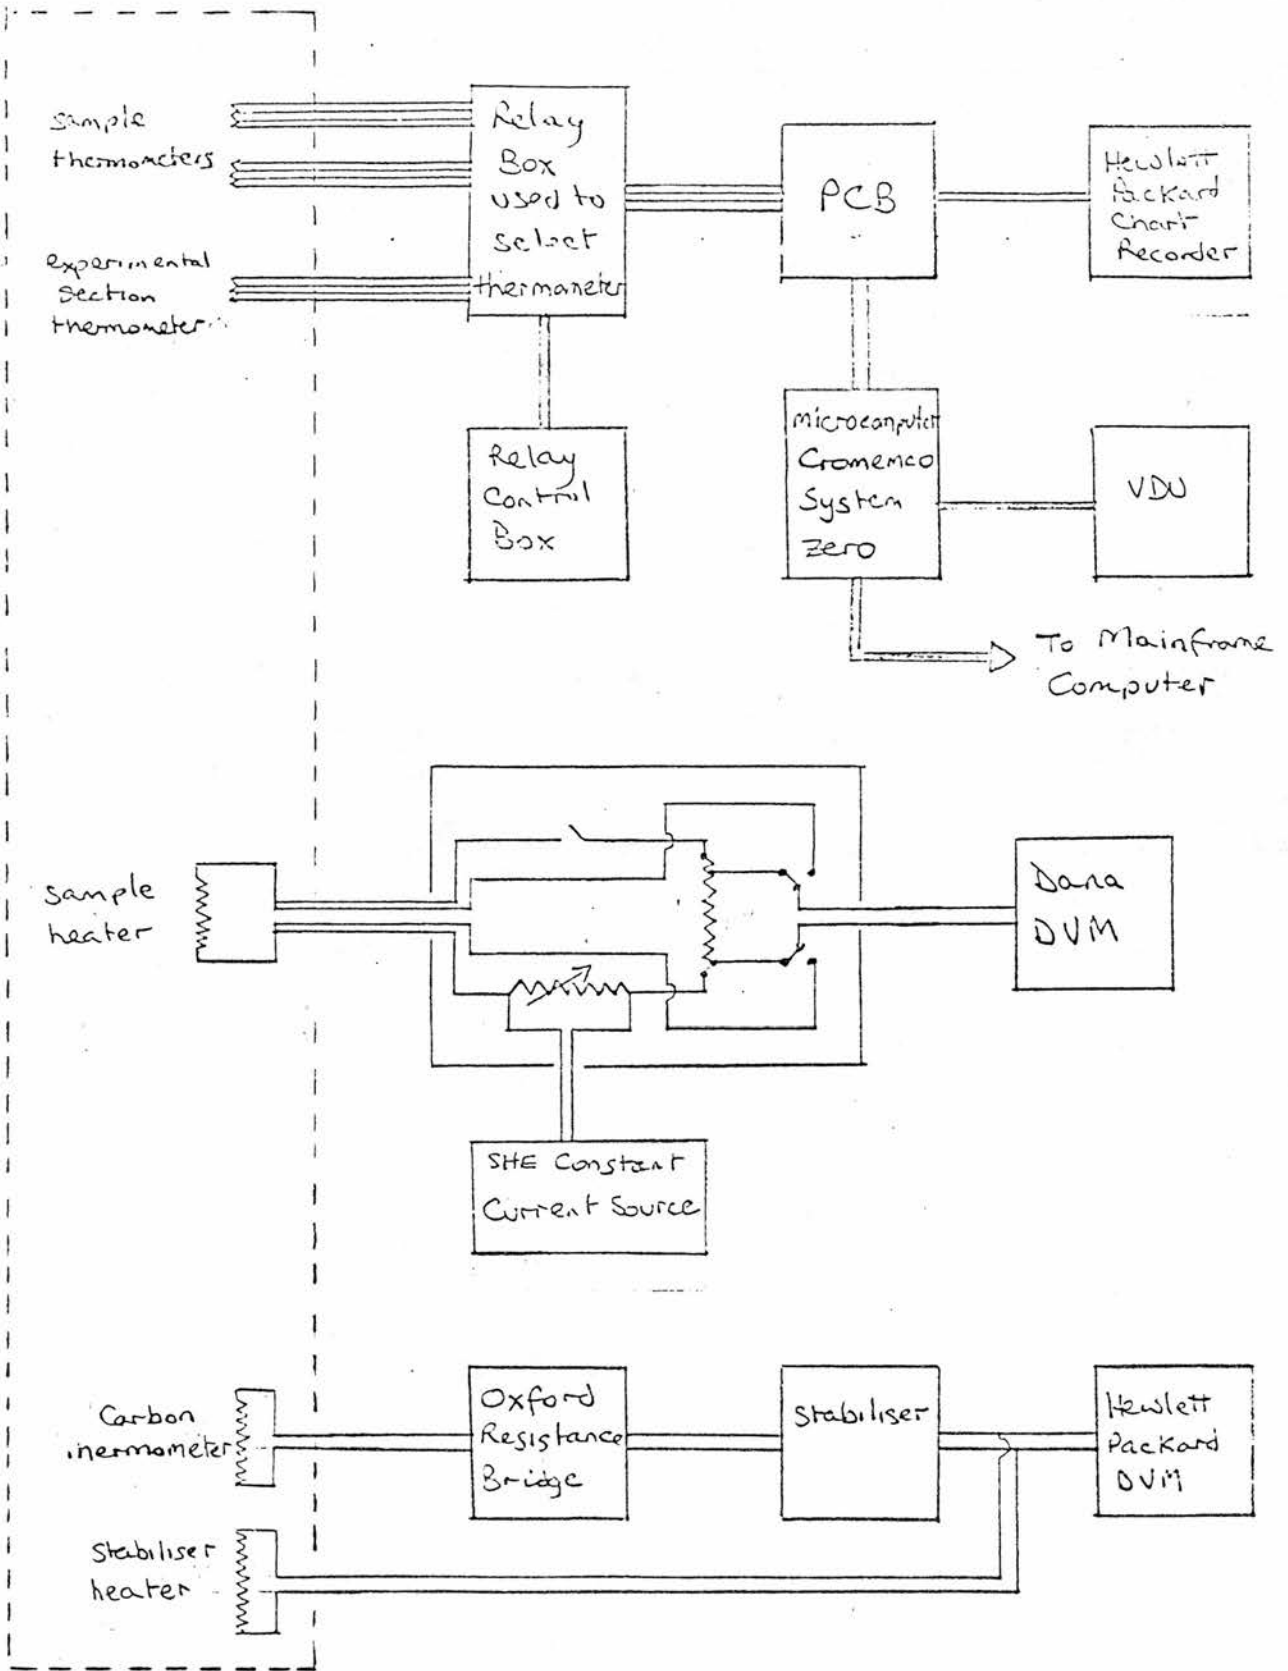 sample
thermometers
experimental
section
thermometer
Relay
Box
used to
select
thermometer
PCB
Hewlett
Packard
Chart
Recorder
Relay
Control
Box
Microcomputer
Cromemco
System
Zero
VDU
To Mainframe
Computer
Sample
heater
Dana
DVM
SHE Constant
Current Source
Carbon
thermometer
Oxford
Resistance
Bridge
Stabiliser
Hewlett
Packard
DVM
Stabiliser
heater